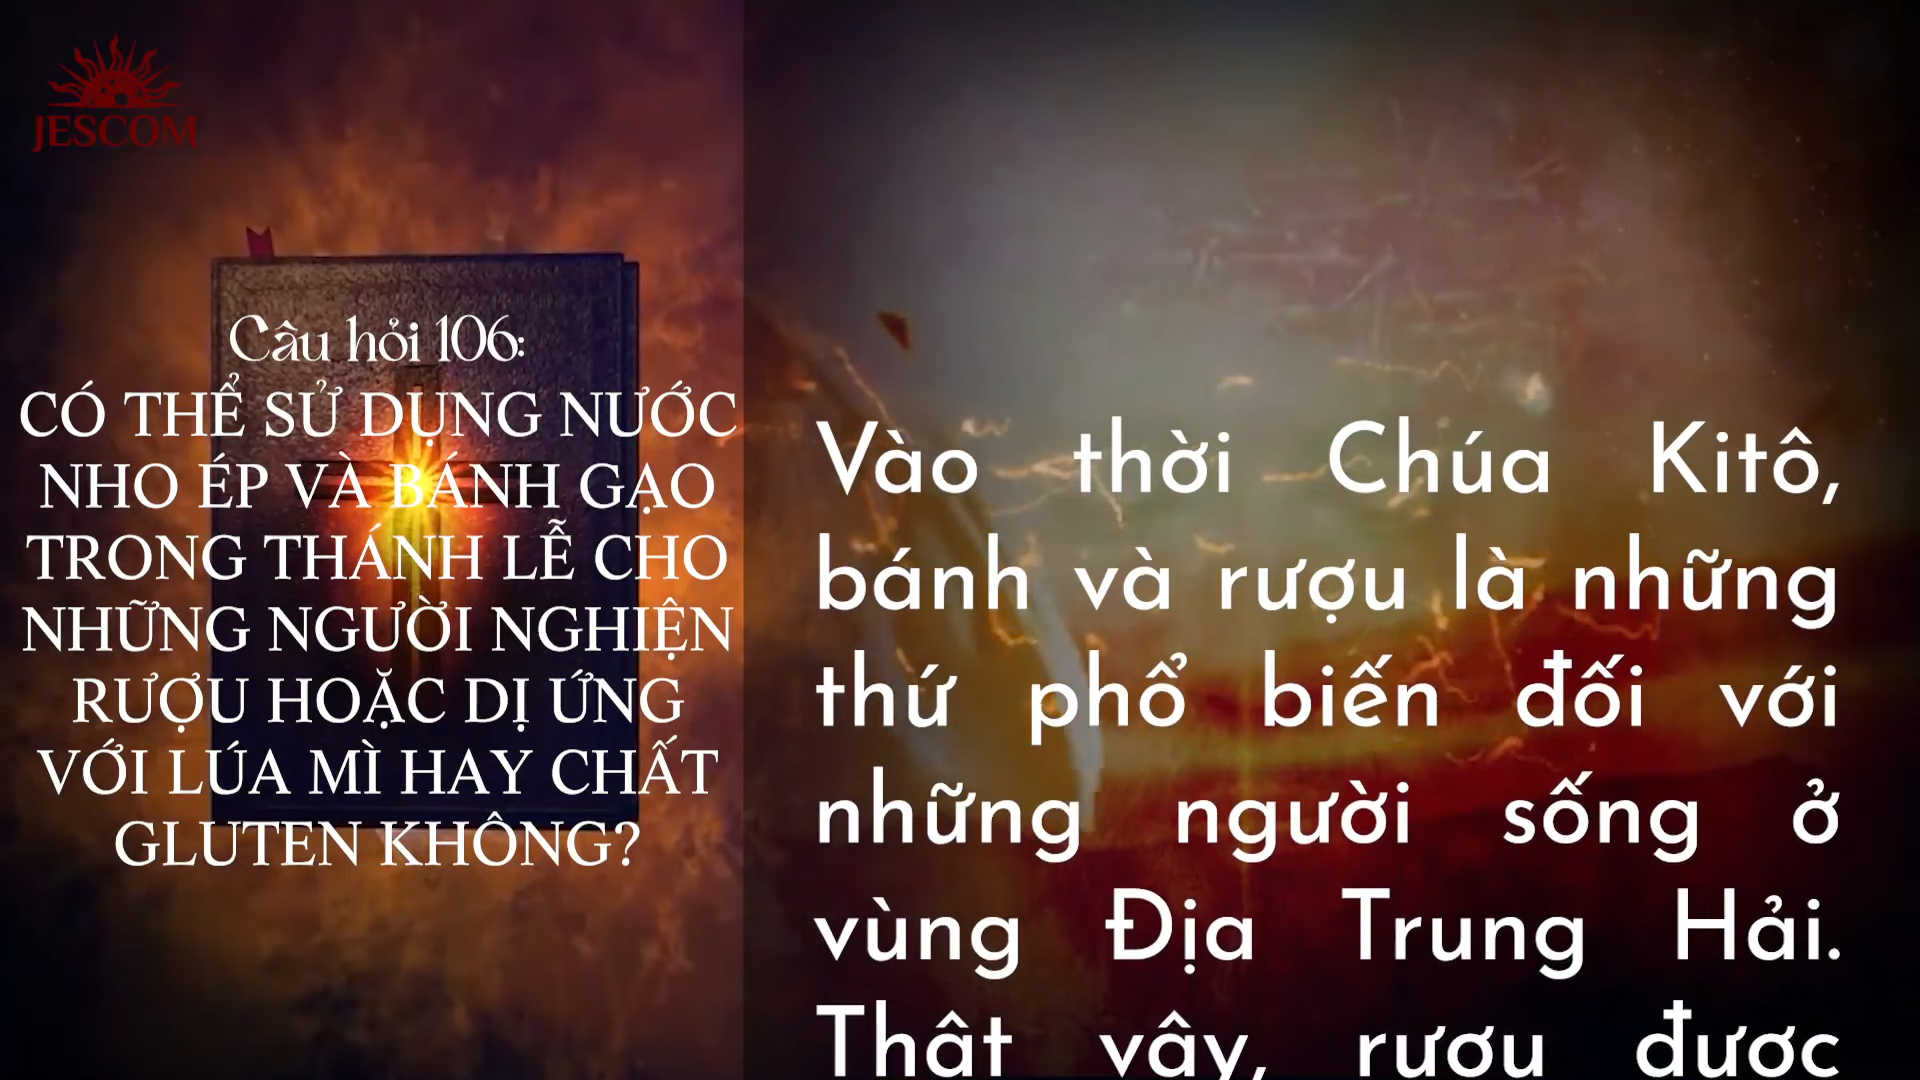 JESCOM
Câu hỏi 106:
CÓ THỂ SỬ DỤNG NƯỚC
NHO ÉP VÀ BÁNH GẠO
TRONG THÁNH LỄ CHO
NHỮNG NGƯỜI NGHIỆN
RƯỢU HOẶC DỊ ỨNG
VỚI LÚA MÌ HAY CHẤT
GLUTEN KHÔNG?
Vào thời Chúa Kitô,
bánh và rượu là những
thứ phổ biến đối với
những người sống ở
vùng Địa Trung Hải.
Thật vậy, rượu được